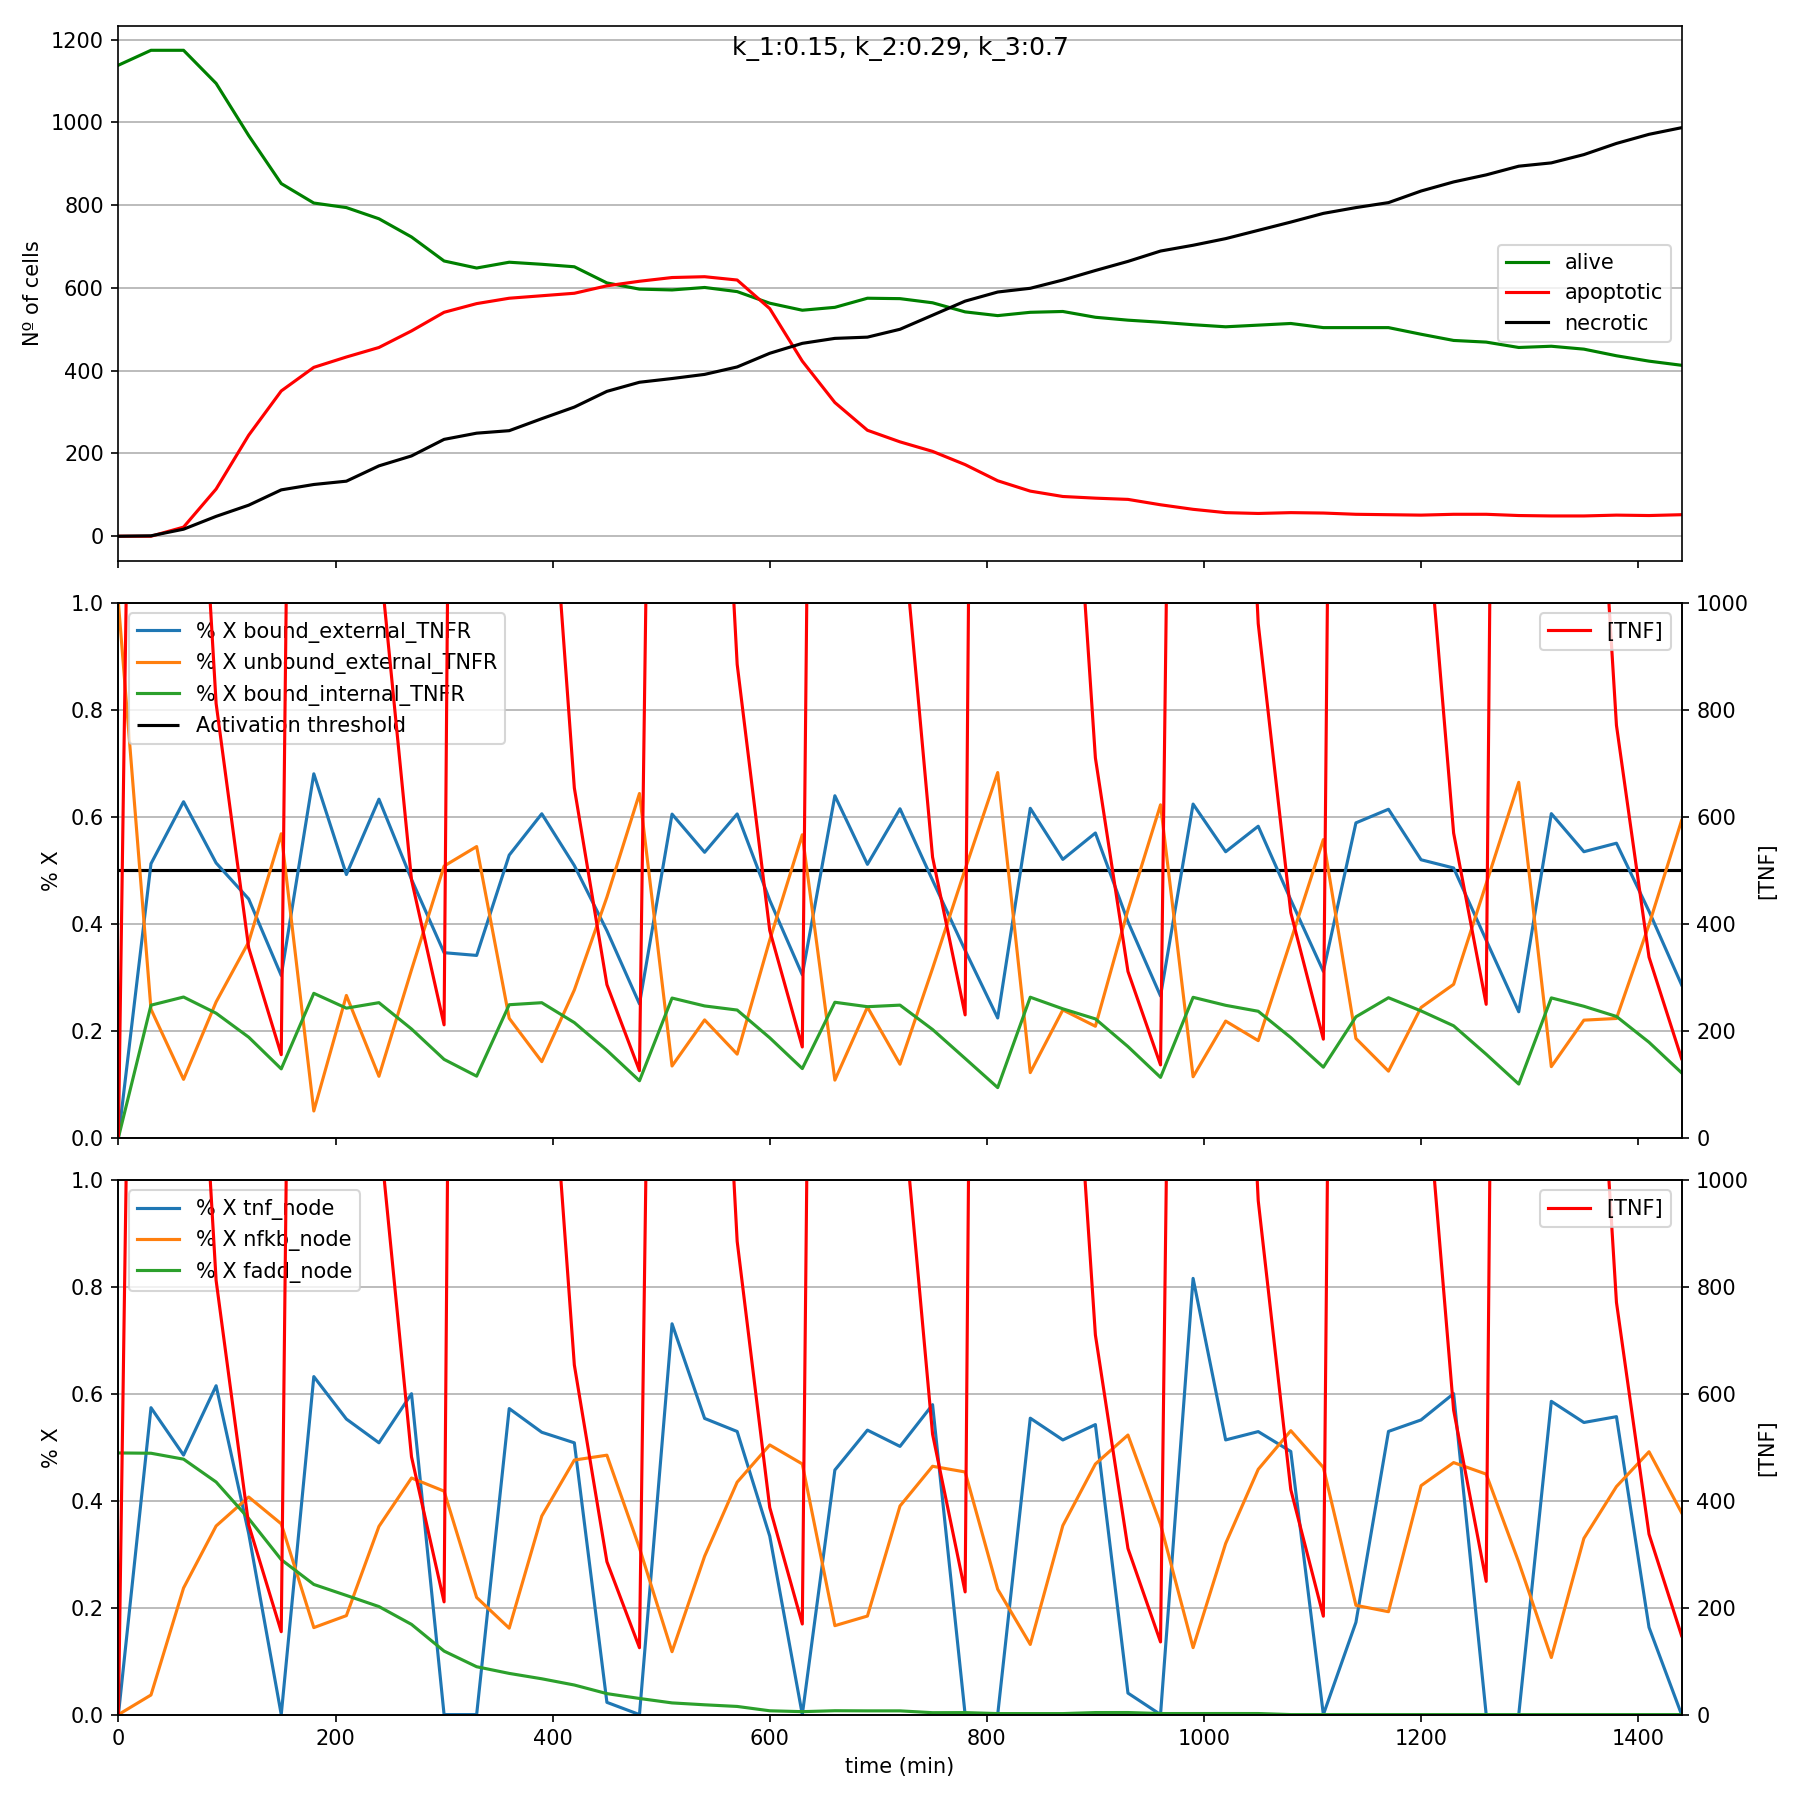 k_1:0.15, k_2:0.29, k_3:0.7
1200
1000
800
600
400
200
0
Nº of cells
alive
apoptotic
necrotic
1.0
0.8
0.6
0.4
0.2
0.0
% X
% X bound_external_TNFR
% X unbound_external_TNFR
% X bound_internal_TNFR
Activation threshold
[TNF]
1000
800
600
400
200
0
[TNF]
1.0
0.8
0.6
0.4
0.2
0.0
% X
% X tnf_node
% X nfkb_node
% X fadd_node
[TNF]
1000
800
600
400
200
0
[TNF]
0 200 400 600 800 1000 1200 1400
time (min)